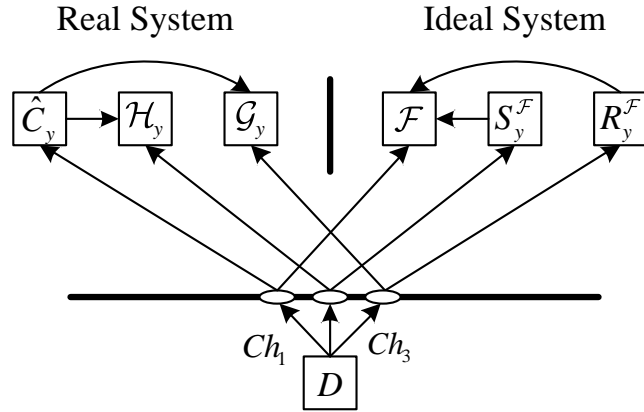 Real System Ideal System
Ĉ_y ℋ_y 𝒢_y ℱ S_y^ℱ R_y^ℱ
Ch_1 Ch_3
D